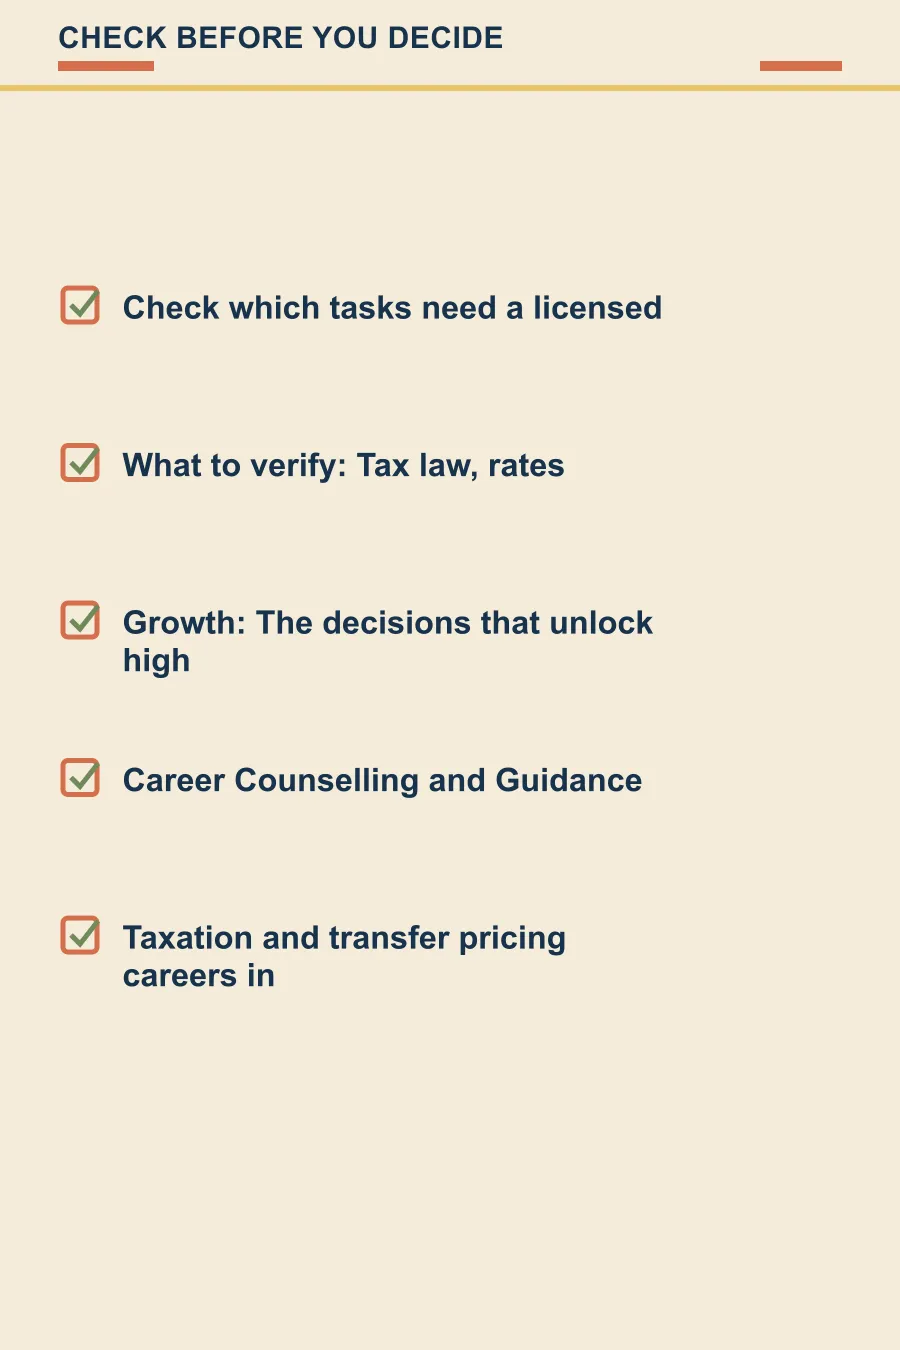 CHECK BEFORE YOU DECIDE
Check which tasks need a licensed
What to verify: Tax law, rates
Growth: The decisions that unlock
high
Career Counselling and Guidance
Taxation and transfer pricing
careers in